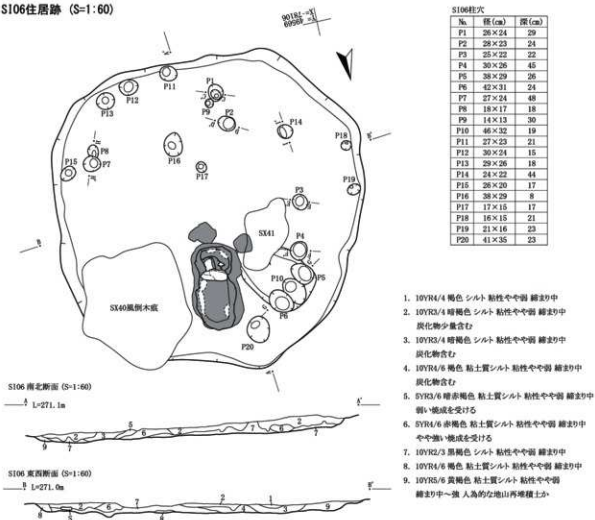 SI06住居跡 (S=1:60)
P11
P12
P13
P1
P9
P2
P14
P18
P8
P7
P15
P16
P17
P19
P3
SX41
P4
P5
P10
P6
P20
SX40風倒木痕
SI06 南北断面 (S=1:60)
A
L=271.1m
A'
SI06 東西断面 (S=1:60)
B
L=271.0m
B'
SI06柱穴
No. 径(cm) 深(cm)
P1 26×24 29
P2 28×23 24
P3 25×22 22
P4 30×26 45
P5 38×29 26
P6 42×31 24
P7 27×24 48
P8 18×17 18
P9 14×13 30
P10 46×32 19
P11 27×23 21
P12 30×24 15
P13 29×26 18
P14 24×22 44
P15 26×20 17
P16 38×29 8
P17 17×15 17
P18 16×15 21
P19 21×16 23
P20 41×35 23
1. 10YR4/4 褐色 シルト 粘性やや弱 締まり中
2. 10YR3/4 暗褐色 シルト 粘性やや弱 締まり中
炭化物少量含む
3. 10YR3/4 暗褐色 シルト 粘性やや弱 締まり中
炭化物含む
4. 10YR4/6 褐色 粘土質シルト 粘性やや弱 締まり中
炭化物含む
5. 5YR3/6 暗赤褐色 粘土質シルト 粘性やや弱 締まり中
弱い焼成を受ける
6. 5YR4/6 赤褐色 粘土質シルト 粘性やや弱 締まり中
やや強い焼成を受ける
7. 10YR2/3 黒褐色 シルト 粘性やや弱 締まり中
8. 10YR4/6 褐色 粘土質シルト 粘性やや弱 締まり中
9. 10YR5/6 黄褐色 粘土質シルト 粘性やや弱
締まり中～強 人為的な地山再堆積土か